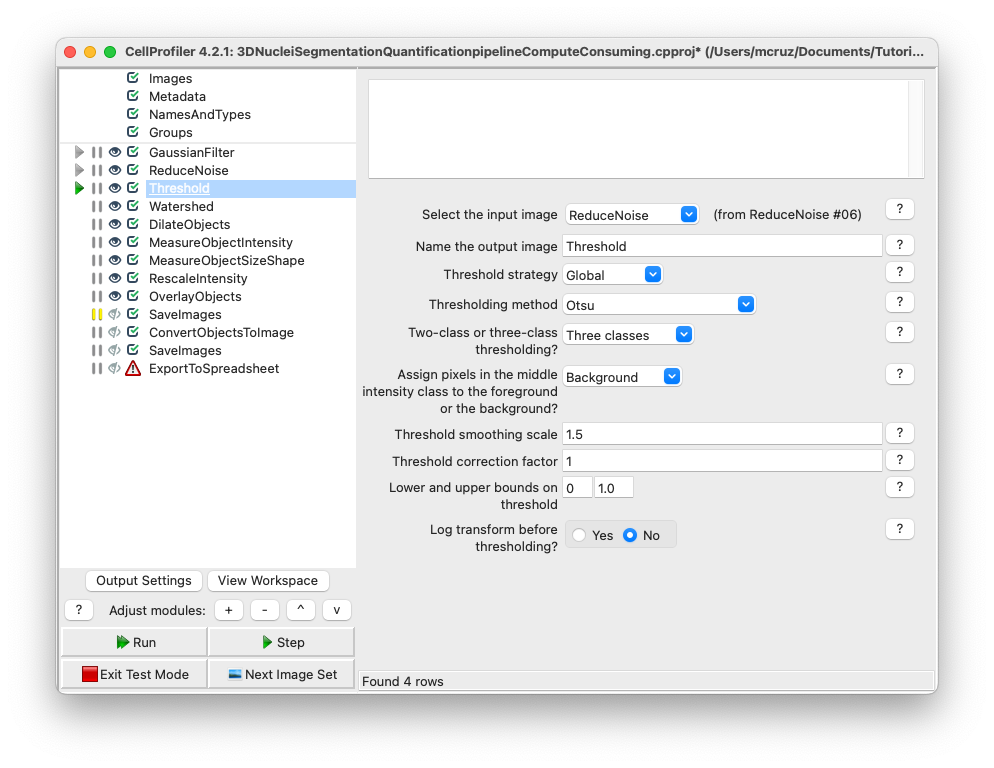 CellProfiler 4.2.1: 3DNucleiSegmentationQuantificationpipelineComputeConsuming.cpproj* (/Users/mcruz/Documents/Tutori...
Images
Metadata
NamesAndTypes
Groups
GaussianFilter
ReduceNoise
Threshold
Watershed
DilateObjects
MeasureObjectIntensity
MeasureObjectSizeShape
RescaleIntensity
OverlayObjects
SaveImages
ConvertObjectsToImage
SaveImages
ExportToSpreadsheet
Output Settings View Workspace
? Adjust modules: + - ^ v
Run Step
Exit Test Mode Next Image Set
Select the input image ReduceNoise (from ReduceNoise #06) ?
Name the output image Threshold ?
Threshold strategy Global ?
Thresholding method Otsu ?
Two-class or three-class
thresholding? Three classes ?
Assign pixels in the middle
intensity class to the foreground
or the background? Background ?
Threshold smoothing scale 1.5 ?
Threshold correction factor 1 ?
Lower and upper bounds on
threshold 0 1.0 ?
Log transform before
thresholding? Yes No ?
Found 4 rows